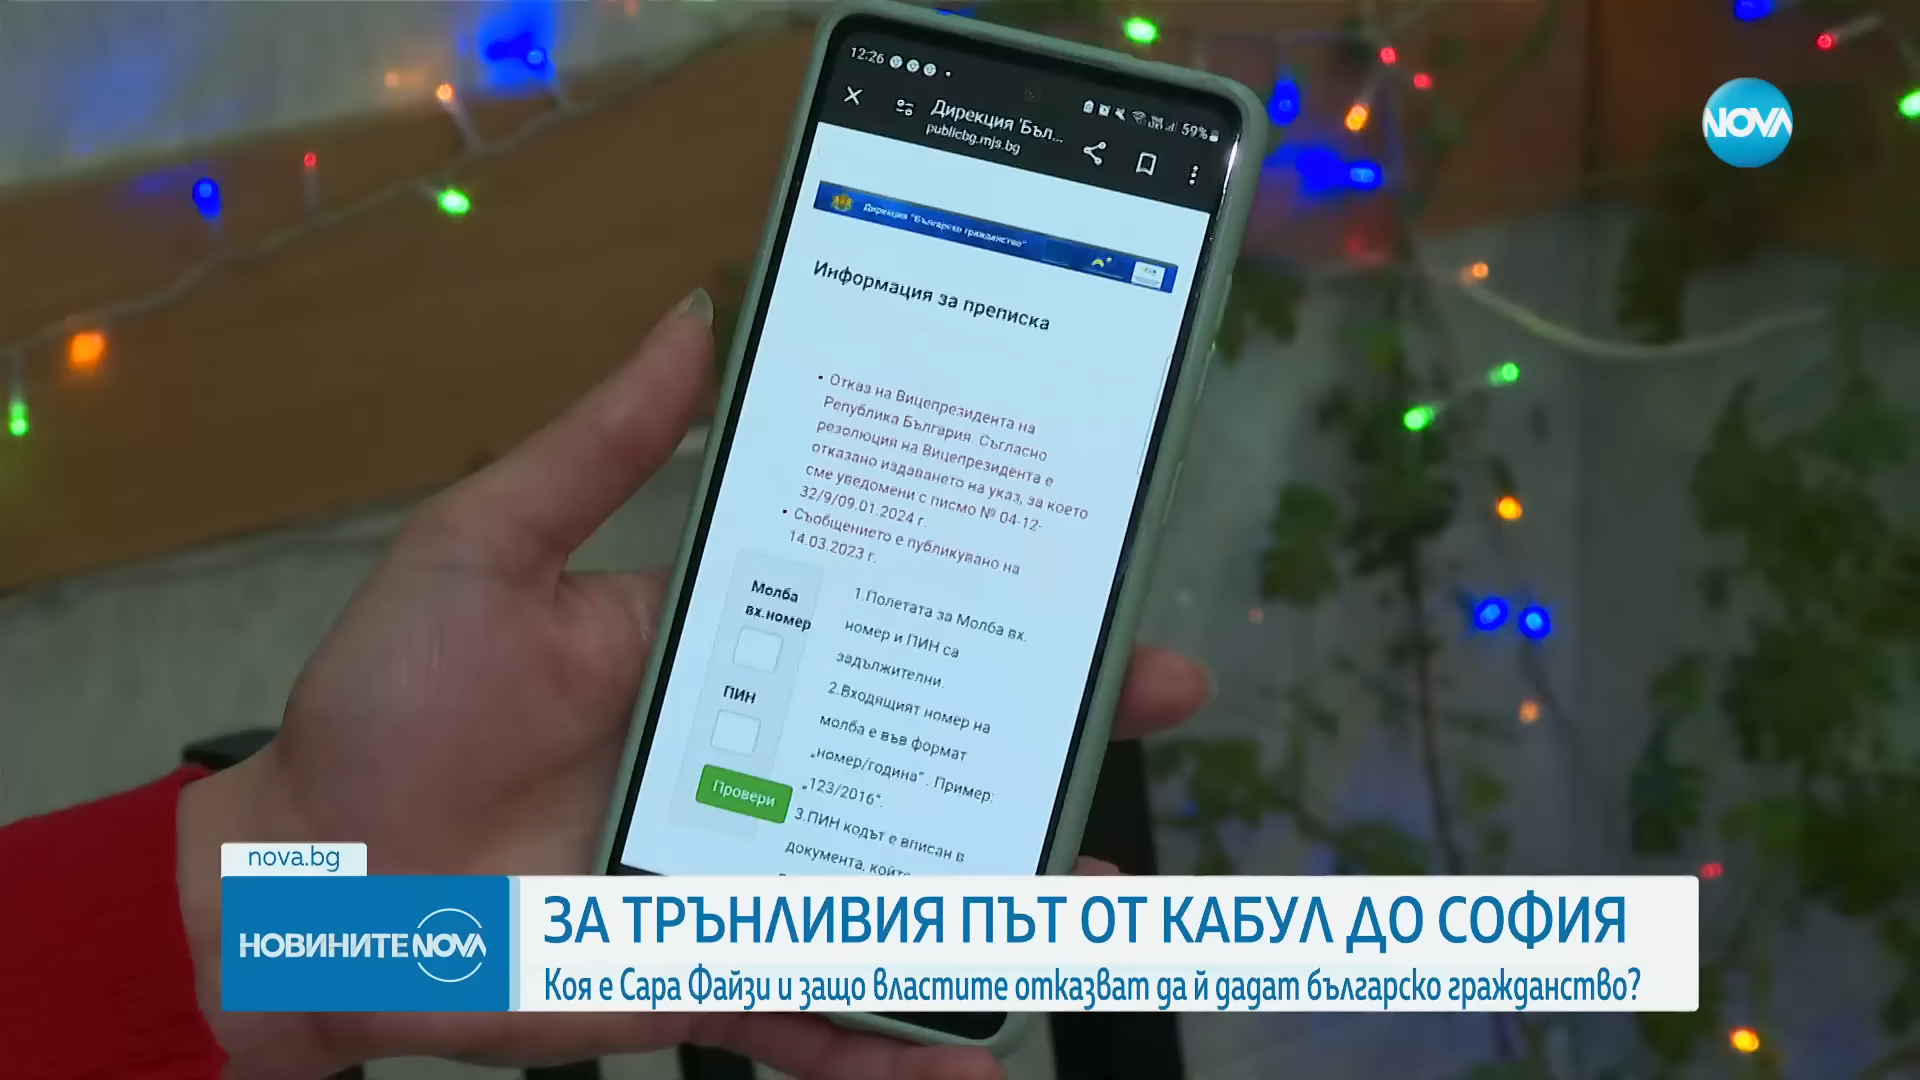 12:26
59%
Дирекция 'Бъл...
publicbg.mjs.bg
NOVA
Дирекция "Българско гражданство"
Информация за преписка
• Отказ на Вицепрезидента на
Република България. Съгласно
резолюция на Вицепрезидента е
отказано издаването на указ, за което
сме уведомени с писмо № 04-12-
32/9/09.01.2024 г.
• Съобщението е публикувано на
14.03.2023 г.
Молба
вх.номер
ПИН
Провери
1.Полетата за Молба вх.
номер и ПИН са
задължителни.
2.Входящият номер на
молба е във формат
„номер/година“. Пример:
„123/2016“.
3.ПИН кодът е вписан в
документа, който
nova.bg
НОВИНИТЕ NOVA
ЗА ТРЪНЛИВИЯ ПЪТ ОТ КАБУЛ ДО СОФИЯ
Коя е Сара Файзи и защо властите отказват да й дадат българско гражданство?